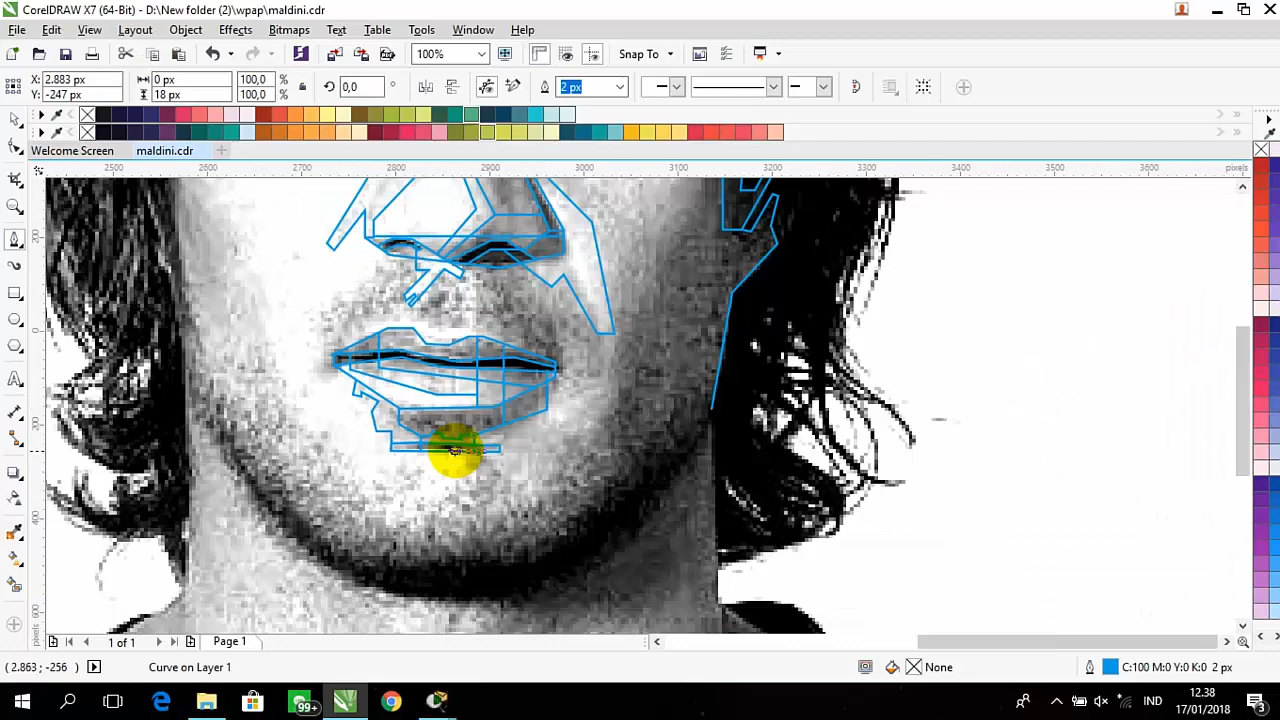 CorelDRAW X7 (64-Bit) - D:\New folder (2)\wpap\maldini.cdr
File Edit View Layout Object Effects Bitmaps Text Table Tools Window Help
100% Snap To
X: 2.883 px 0 px 100,0 % 0,0 ° 2 px
Y: -247 px 18 px 100,0 %
Welcome Screen maldini.cdr
2500 2600 2700 2800 2900 3000 3100 3200 3300 3400 3500 3600 pixels
1 of 1 Page 1
(2.863 ; -256) Curve on Layer 1 None C:100 M:0 Y:0 K:0 2 px
99+ IND 12.38
17/01/2018 3